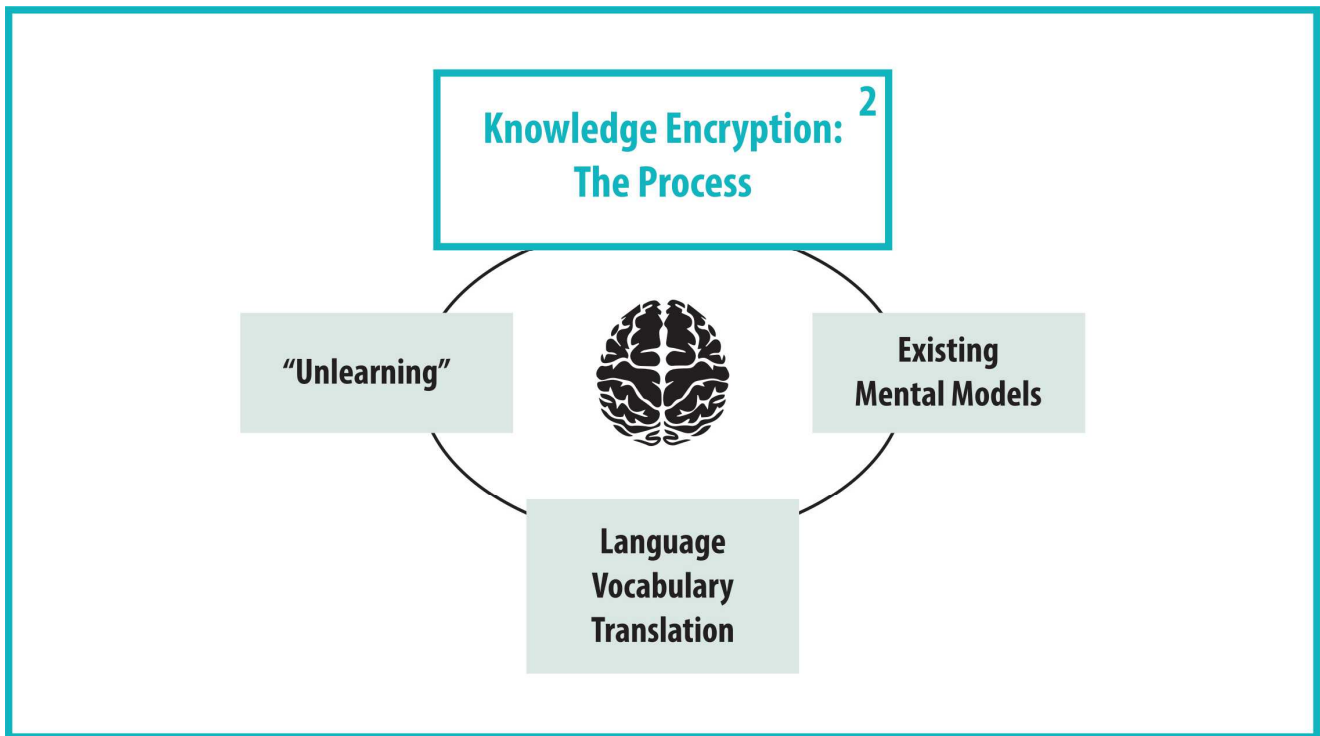 Knowledge Encryption: 2
The Process
“Unlearning”
Existing
Mental Models
Language
Vocabulary
Translation